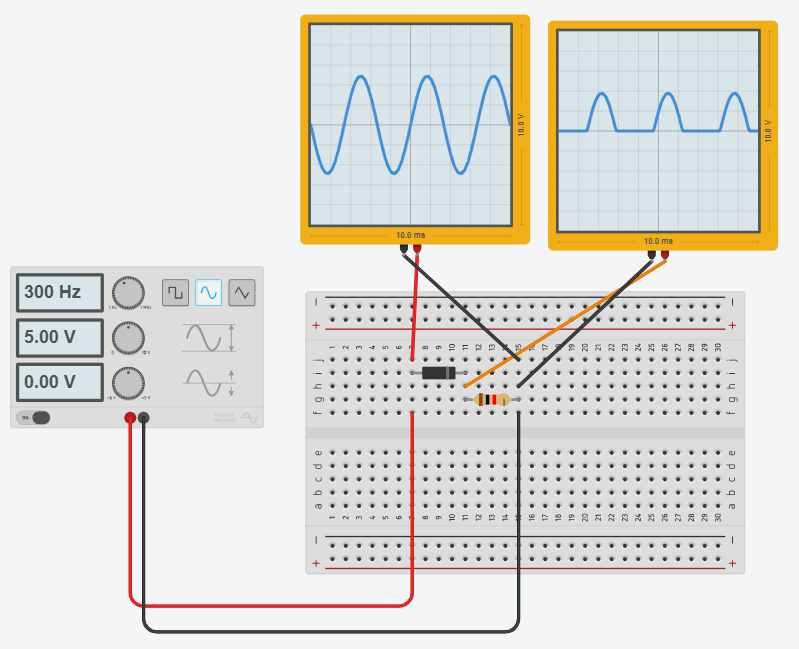 10.0 V
10.0 ms
10.0 V
10.0 ms
300 Hz
5.00 V
0.00 V
ON
FUNCTION
GENERATOR
1 2 3 4 5 6 8 9 10 11 12 13 14 15 16 17 18 19 20 21 22 23 24 25 26 27 28 29 30
j j
i i
h h
g g
f f
e e
d d
c c
b b
a a
1 2 3 4 5 6 8 9 10 11 12 13 14 15 16 17 18 19 20 21 22 23 24 25 26 27 28 29 30